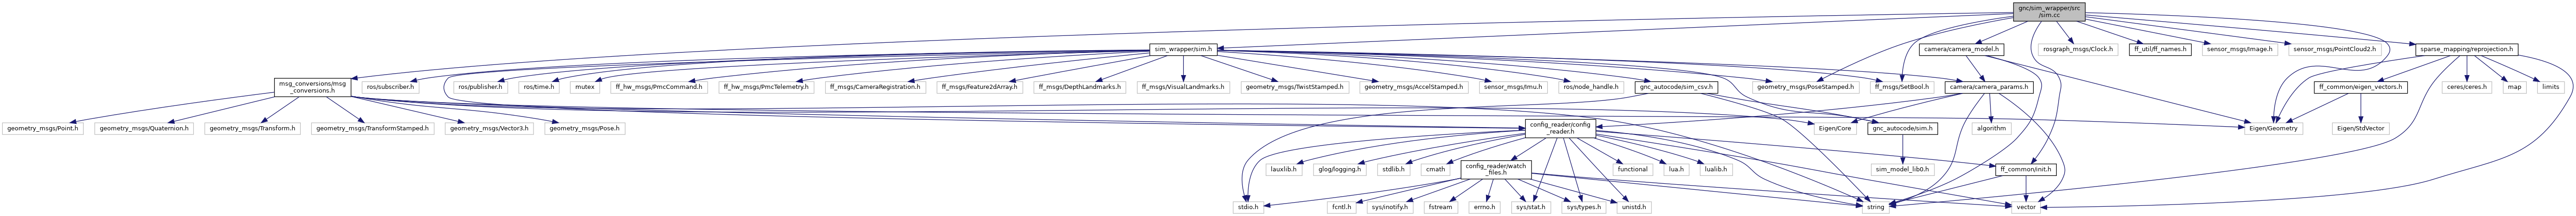 gnc/sim_wrapper/src
/sim.cc
sim_wrapper/sim.h
camera/camera_model.h
rosgraph_msgs/Clock.h
ff_util/ff_names.h
sensor_msgs/Image.h
sensor_msgs/PointCloud2.h
sparse_mapping/reprojection.h
msg_conversions/msg
_conversions.h
ros/subscriber.h
ros/publisher.h
ros/time.h
mutex
ff_hw_msgs/PmcCommand.h
ff_hw_msgs/PmcTelemetry.h
ff_msgs/CameraRegistration.h
ff_msgs/Feature2dArray.h
ff_msgs/DepthLandmarks.h
ff_msgs/VisualLandmarks.h
geometry_msgs/TwistStamped.h
geometry_msgs/AccelStamped.h
sensor_msgs/Imu.h
ros/node_handle.h
gnc_autocode/sim_csv.h
geometry_msgs/PoseStamped.h
ff_msgs/SetBool.h
camera/camera_params.h
ff_common/eigen_vectors.h
ceres/ceres.h
map
limits
geometry_msgs/Point.h
geometry_msgs/Quaternion.h
geometry_msgs/Transform.h
geometry_msgs/TransformStamped.h
geometry_msgs/Vector3.h
geometry_msgs/Pose.h
config_reader/config
_reader.h
Eigen/Core
gnc_autocode/sim.h
algorithm
Eigen/Geometry
Eigen/StdVector
lauxlib.h
glog/logging.h
stdlib.h
cmath
config_reader/watch
_files.h
functional
lua.h
lualib.h
sim_model_lib0.h
ff_common/init.h
stdio.h
fcntl.h
sys/inotify.h
fstream
errno.h
sys/stat.h
sys/types.h
unistd.h
string
vector